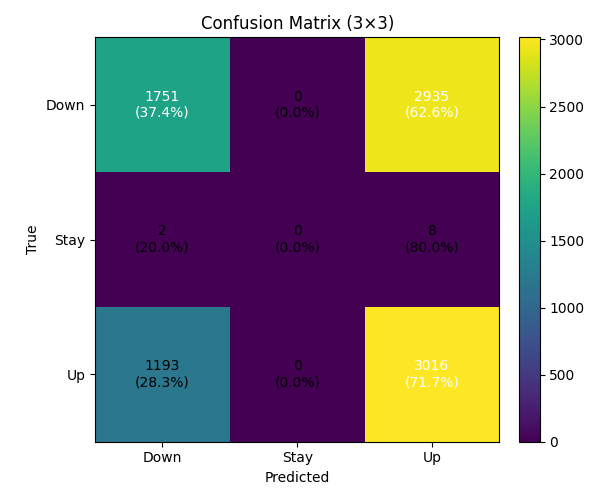 Confusion Matrix (3×3)
True
Down
1751
(37.4%)
0
(0.0%)
2935
(62.6%)
Stay
2
(20.0%)
0
(0.0%)
8
(80.0%)
Up
1193
(28.3%)
0
(0.0%)
3016
(71.7%)
Down
Stay
Up
Predicted
3000
2500
2000
1500
1000
500
0